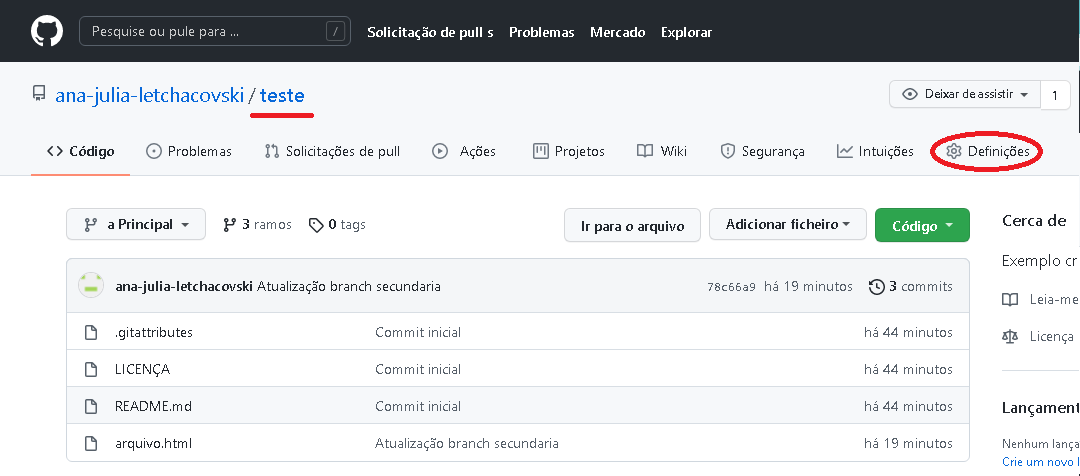 Pesquise ou pule para ... / Solicitação de pull s Problemas Mercado Explorar
ana-julia-letchacovski / teste Deixar de assistir 1
Código Problemas Solicitações de pull Ações Projetos Wiki Segurança Intuições Definições
a Principal 3 ramos 0 tags Ir para o arquivo Adicionar ficheiro Código
Cerca de
Exemplo cr
ana-julia-letchacovski Atualização branch secundaria 78c66a9 há 19 minutos 3 commits
Leia-me
.gitattributes Commit inicial há 44 minutos
Licença
LICENÇA Commit inicial há 44 minutos
README.md Commit inicial há 44 minutos
Lançament
arquivo.html Atualização branch secundaria há 19 minutos
Nenhum lança
Crie um novo l